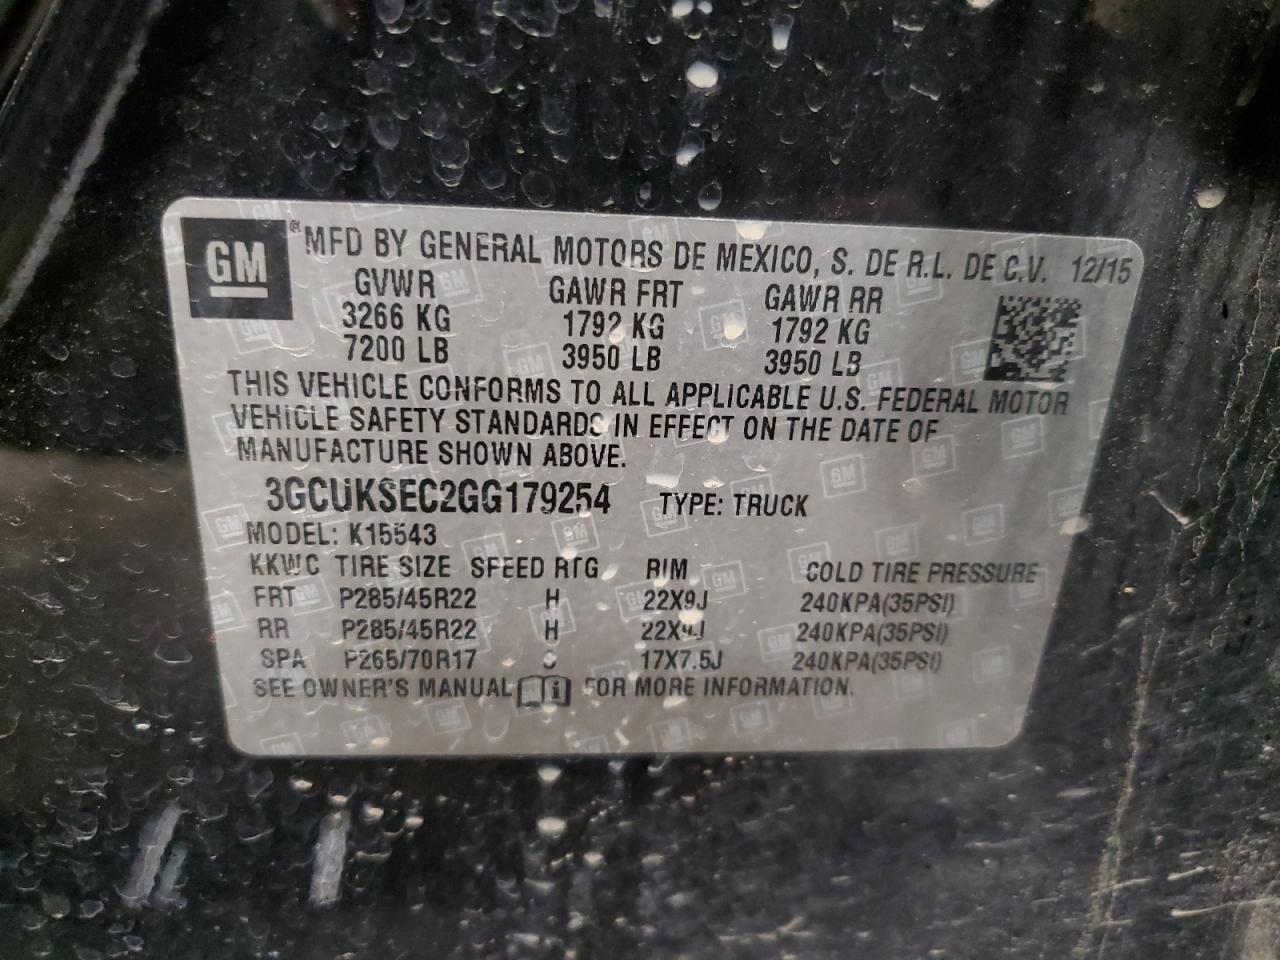 GM ® MFD BY GENERAL MOTORS DE MEXICO, S. DE R.L. DE C.V. 12/15
GVWR GAWR FRT GAWR RR
3266 KG 1792 KG 1792 KG
7200 LB 3950 LB 3950 LB
THIS VEHICLE CONFORMS TO ALL APPLICABLE U.S. FEDERAL MOTOR
VEHICLE SAFETY STANDARDS IN EFFECT ON THE DATE OF
MANUFACTURE SHOWN ABOVE.
3GCUKSEC2GG179254 TYPE: TRUCK
MODEL: K15543
KKWC TIRE SIZE SPEED RTG RIM COLD TIRE PRESSURE
FRT P285/45R22 H 22X9J 240KPA(35PSI)
RR P285/45R22 H 240KPA(35PSI)
SPA P265/70R17 17X7.5J 240KPA(35PSI)
SEE OWNER'S MANUAL FOR MORE INFORMATION.